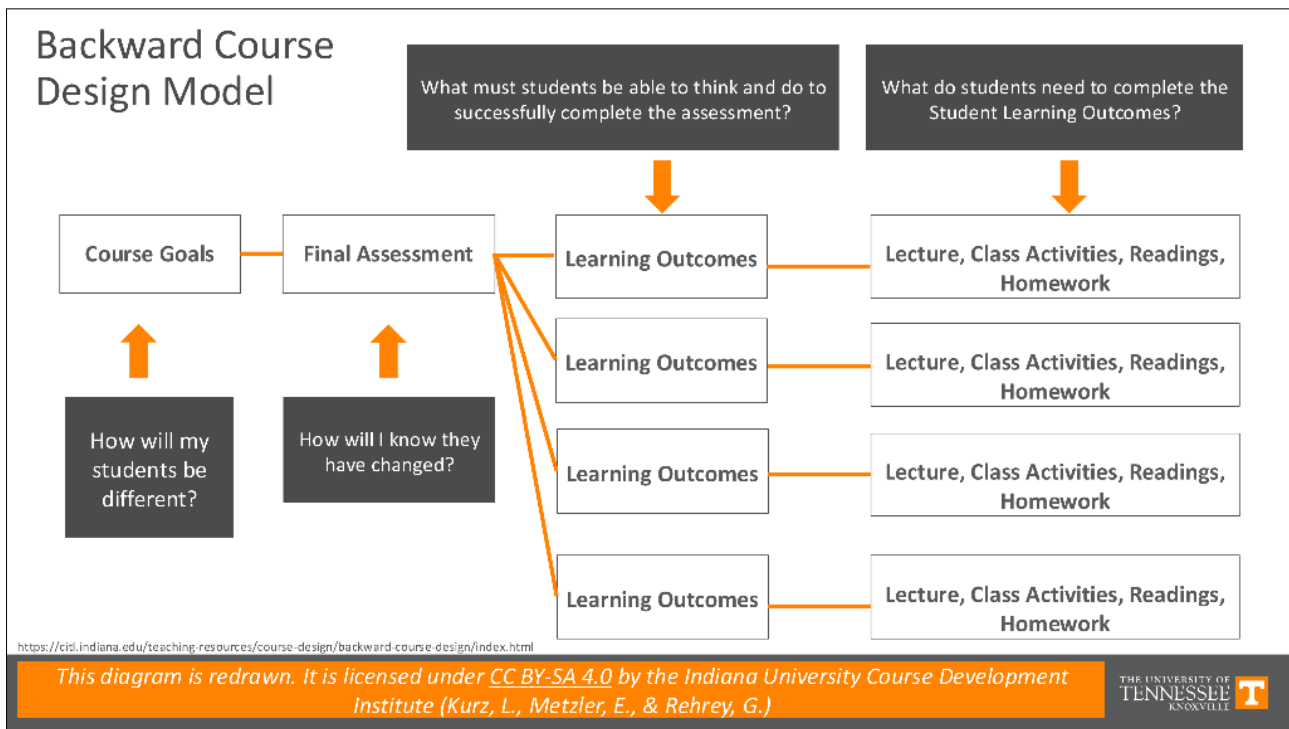 Backward Course
Design Model
What must students be able to think and do to
successfully complete the assessment?
What do students need to complete the
Student Learning Outcomes?
Course Goals
Final Assessment
Learning Outcomes
Lecture, Class Activities, Readings,
Homework
Learning Outcomes
Lecture, Class Activities, Readings,
Homework
How will my
students be
different?
How will I know they
have changed?
Learning Outcomes
Lecture, Class Activities, Readings,
Homework
Learning Outcomes
Lecture, Class Activities, Readings,
Homework
https://citl.indiana.edu/teaching-resources/course-design/backward-course-design/index.html
This diagram is redrawn. It is licensed under CC BY-SA 4.0 by the Indiana University Course Development
Institute (Kurz, L., Metzler, E., & Rehrey, G.)
THE UNIVERSITY OF
TENNESSEE
KNOXVILLE
T